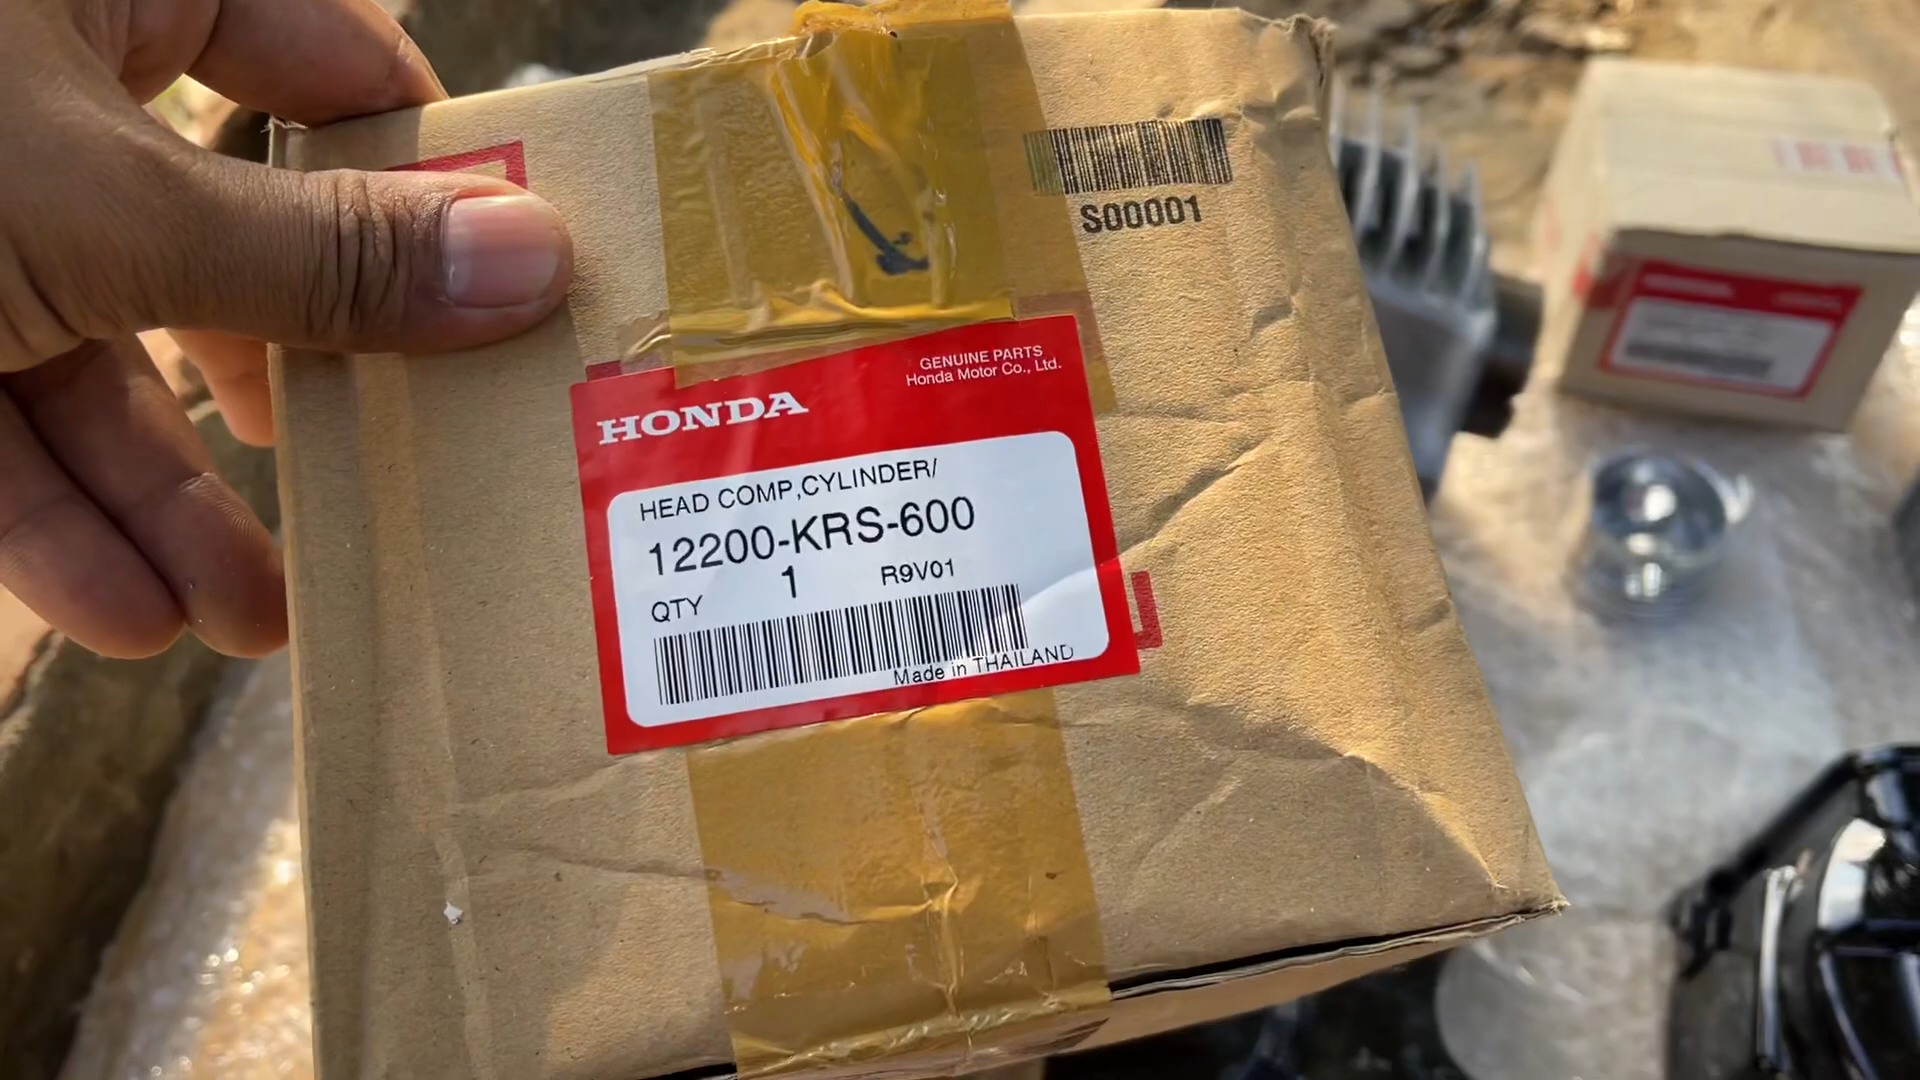 S00001
GENUINE PARTS
Honda Motor Co., Ltd.
HONDA
HEAD COMP,CYLINDER/
12200-KRS-600
QTY 1 R9V01
Made in THAILAND